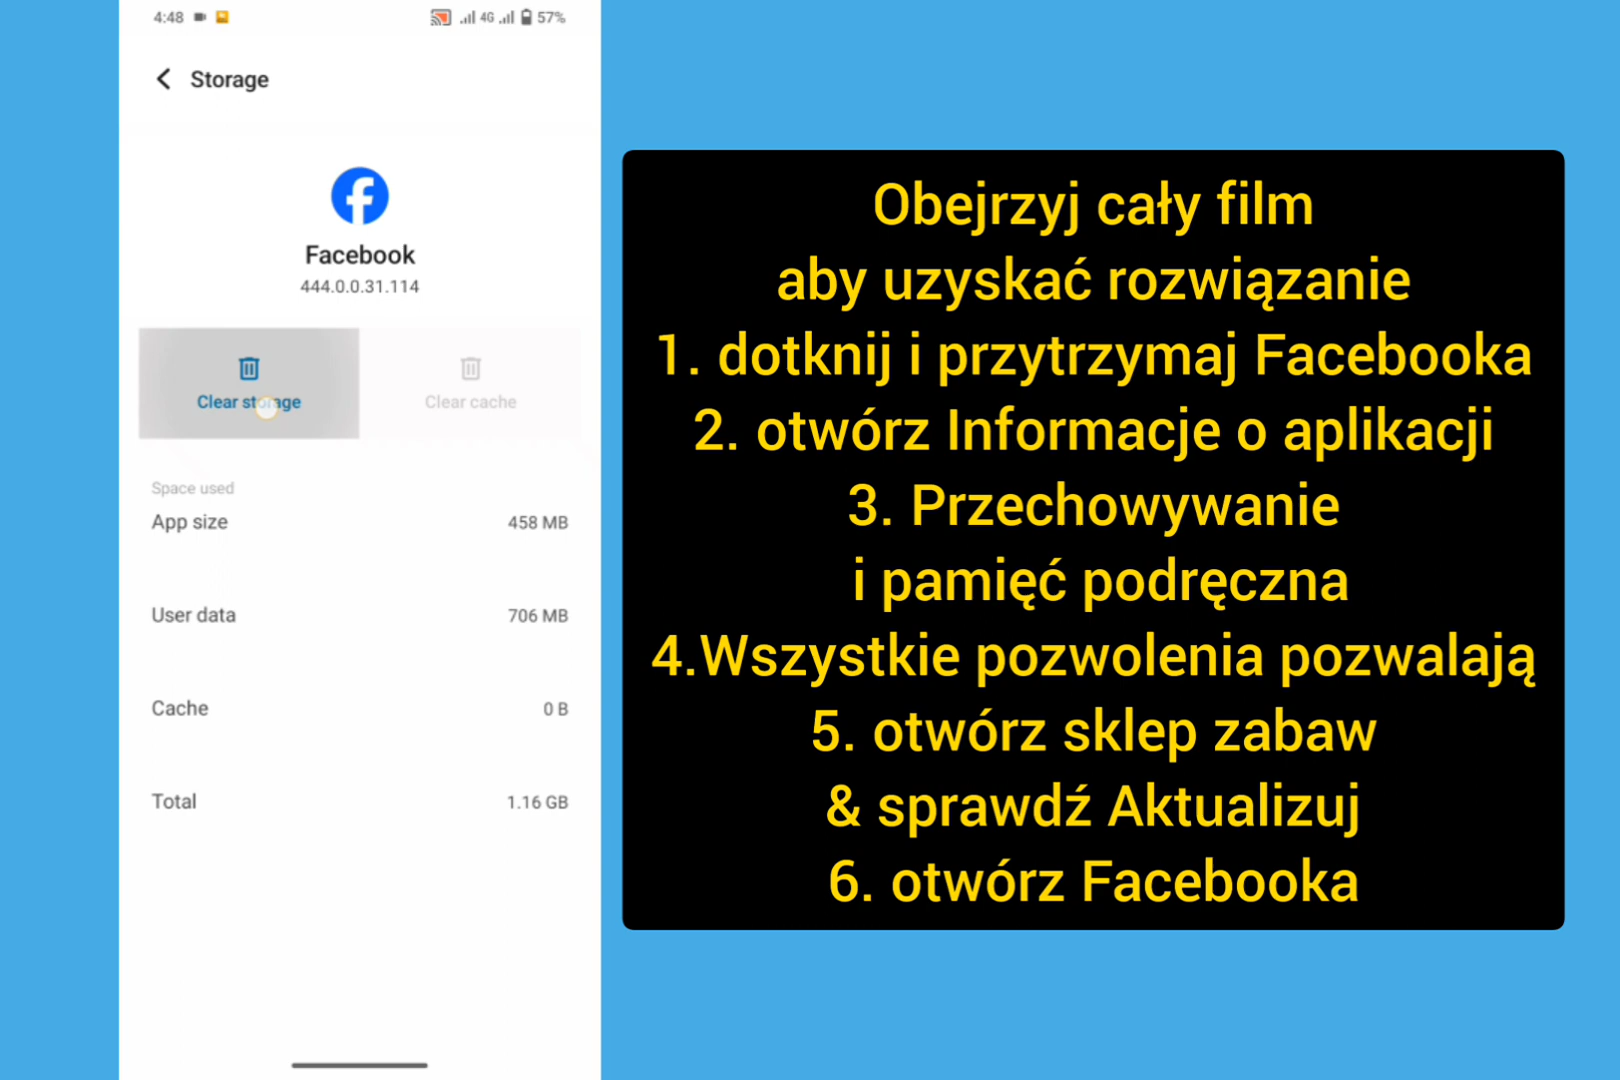 4:48
4G
57%
Storage
Facebook
444.0.0.31.114
Clear storage
Clear cache
Space used
App size
458 MB
User data
706 MB
Cache
0 B
Total
1.16 GB
Obejrzyj cały film
aby uzyskać rozwiązanie
1. dotknij i przytrzymaj Facebooka
2. otwórz Informacje o aplikacji
3. Przechowywanie
i pamięć podręczna
4.Wszystkie pozwolenia pozwalają
5. otwórz sklep zabaw
& sprawdź Aktualizuj
6. otwórz Facebooka